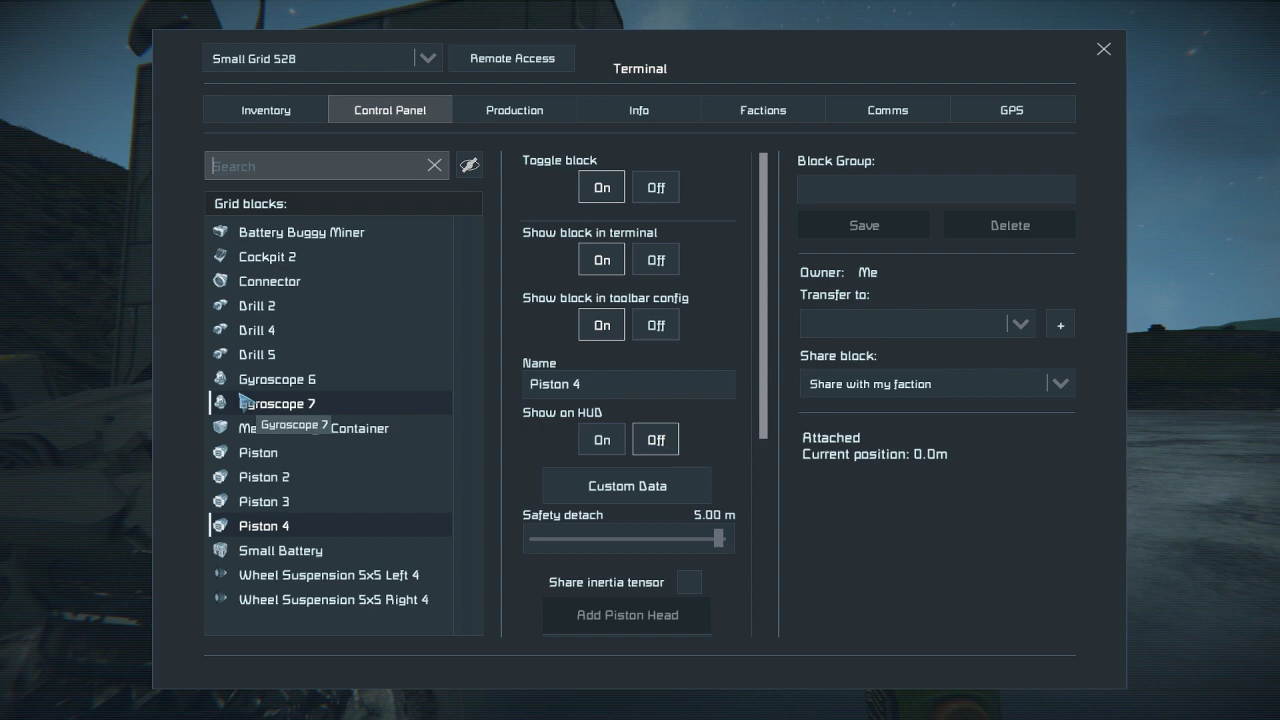 Small Grid 528
Remote Access
Terminal
Inventory
Control Panel
Production
Info
Factions
Comms
GPS
Search
Grid blocks:
Battery Buggy Miner
Cockpit 2
Connector
Drill 2
Drill 4
Drill 5
Gyroscope 6
Gyroscope 7
Gyroscope 7
Container
Piston
Piston 2
Piston 3
Piston 4
Small Battery
Wheel Suspension 5x5 Left 4
Wheel Suspension 5x5 Right 4
Toggle block
On Off
Show block in terminal
On Off
Show block in toolbar config
On Off
Name
Piston 4
Show on HUD
On Off
Custom Data
Safety detach 5.00 m
Share inertia tensor
Add Piston Head
Block Group:
Save Delete
Owner: Me
Transfer to:
+
Share block:
Share with my faction
Attached
Current position: 0.0m